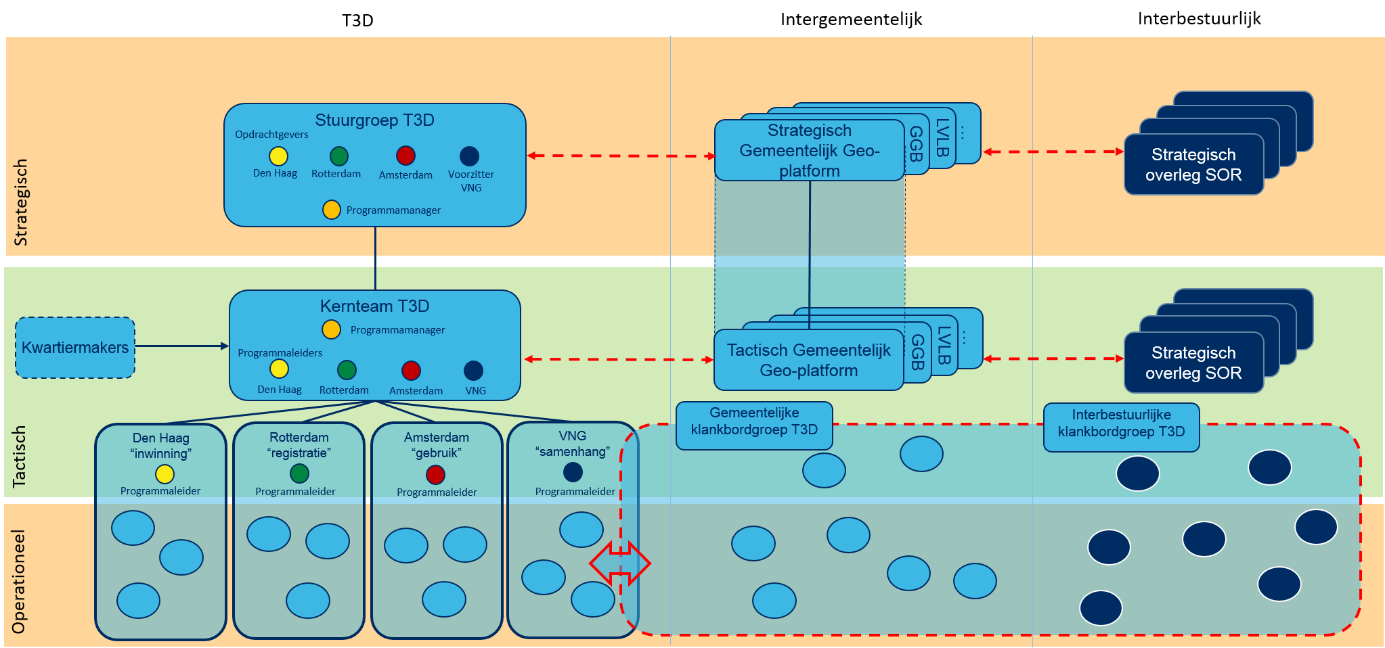 T3D
Intergemeentelijk
Interbestuurlijk
Strategisch
Stuurgroep T3D
Opdrachtgevers
Den Haag
Rotterdam
Amsterdam
Voorzitter
VNG
Programmamanager
Strategisch
Gemeentelijk Geo-
platform
GGB
LVLB
...
Strategisch
overleg SOR
Tactisch
Kwartiermakers
Kernteam T3D
Programmamanager
Programmaleiders
Den Haag
Rotterdam
Amsterdam
VNG
Tactisch Gemeentelijk
Geo-platform
GGB
LVLB
...
Strategisch
overleg SOR
Den Haag
“inwinning”
Programmaleider
Rotterdam
“registratie”
Programmaleider
Amsterdam
“gebruik”
Programmaleider
VNG
“samenhang”
Programmaleider
Gemeentelijke
klankbordgroep T3D
Interbestuurlijke
klankbordgroep T3D
Operationeel